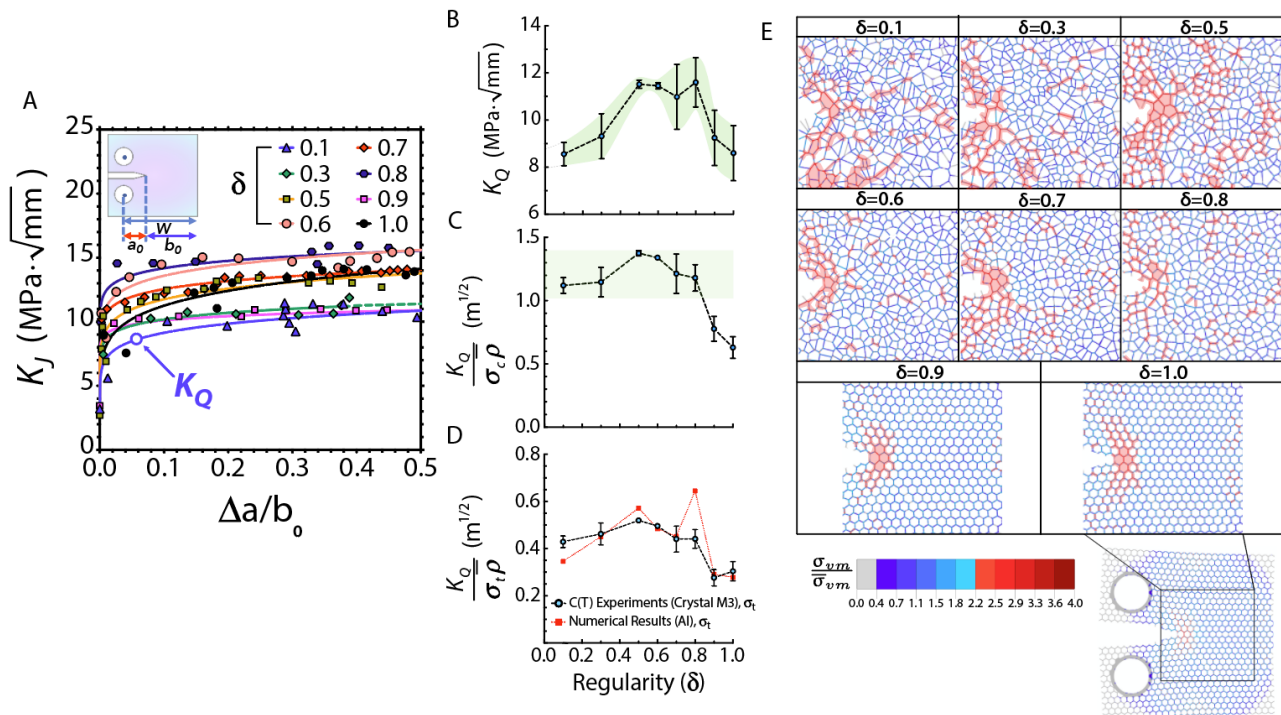 A
K_J (MPa·√mm)
25
20
15
10
5
0
0.0 0.1 0.2 0.3 0.4 0.5
Δa/b₀
W
a₀ b₀
δ
0.1 0.7
0.3 0.8
0.5 0.9
0.6 1.0
K_Q
B
K_Q (MPa·√mm)
14
12
10
8
6
C
K_Q / σ̅_c ρ̅ (m^1/2)
1.5
1.0
0.5
0.0
D
K_Q / σ̅_t ρ̅ (m^1/2)
0.8
0.6
0.4
0.2
C(T) Experiments (Crystal M3), σ_t
Numerical Results (Al), σ_t
0.0 0.2 0.4 0.6 0.8 1.0
Regularity (δ)
E
δ=0.1 δ=0.3 δ=0.5
δ=0.6 δ=0.7 δ=0.8
δ=0.9 δ=1.0
σ_vm / σ̅_vm
0.0 0.4 0.7 1.1 1.5 1.8 2.2 2.5 2.9 3.3 3.6 4.0